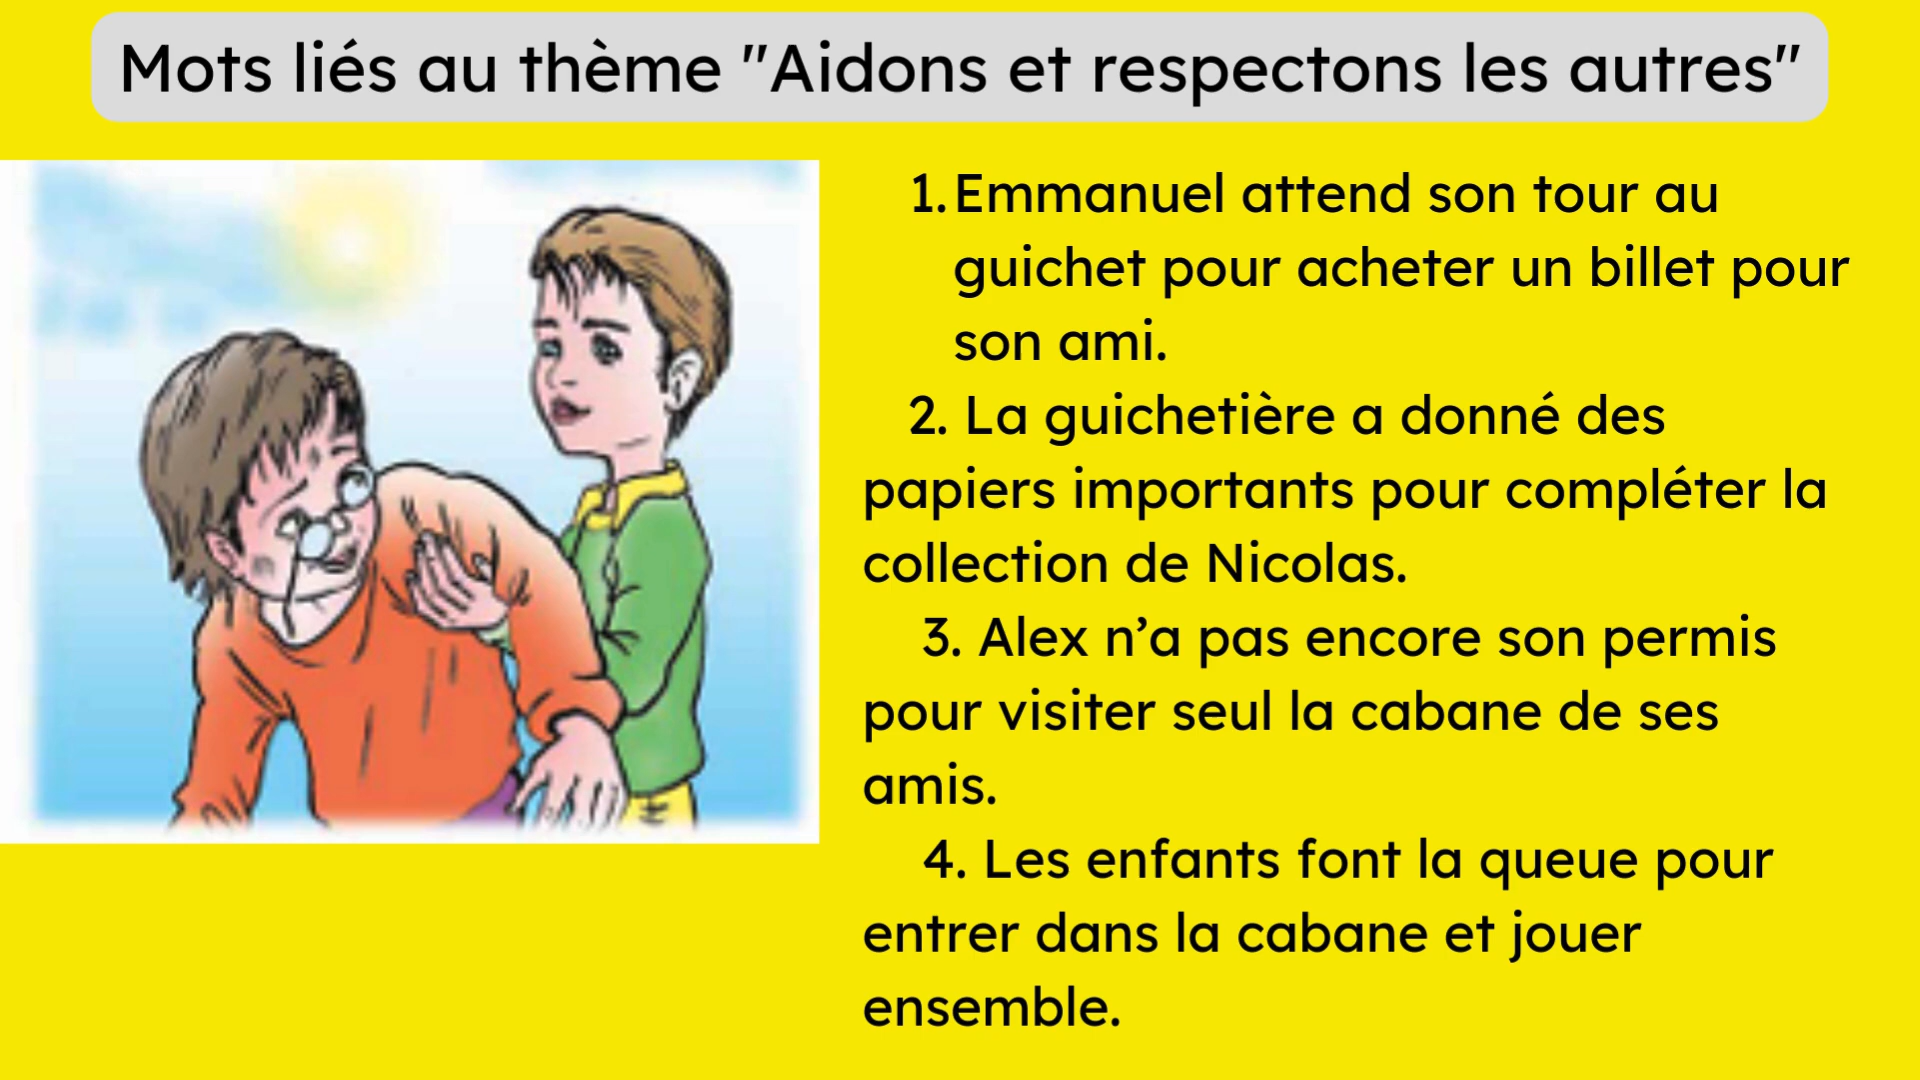 Mots liés au thème "Aidons et respectons les autres"
1. Emmanuel attend son tour au
guichet pour acheter un billet pour
son ami.
2. La guichetière a donné des
papiers importants pour compléter la
collection de Nicolas.
3. Alex n’a pas encore son permis
pour visiter seul la cabane de ses
amis.
4. Les enfants font la queue pour
entrer dans la cabane et jouer
ensemble.